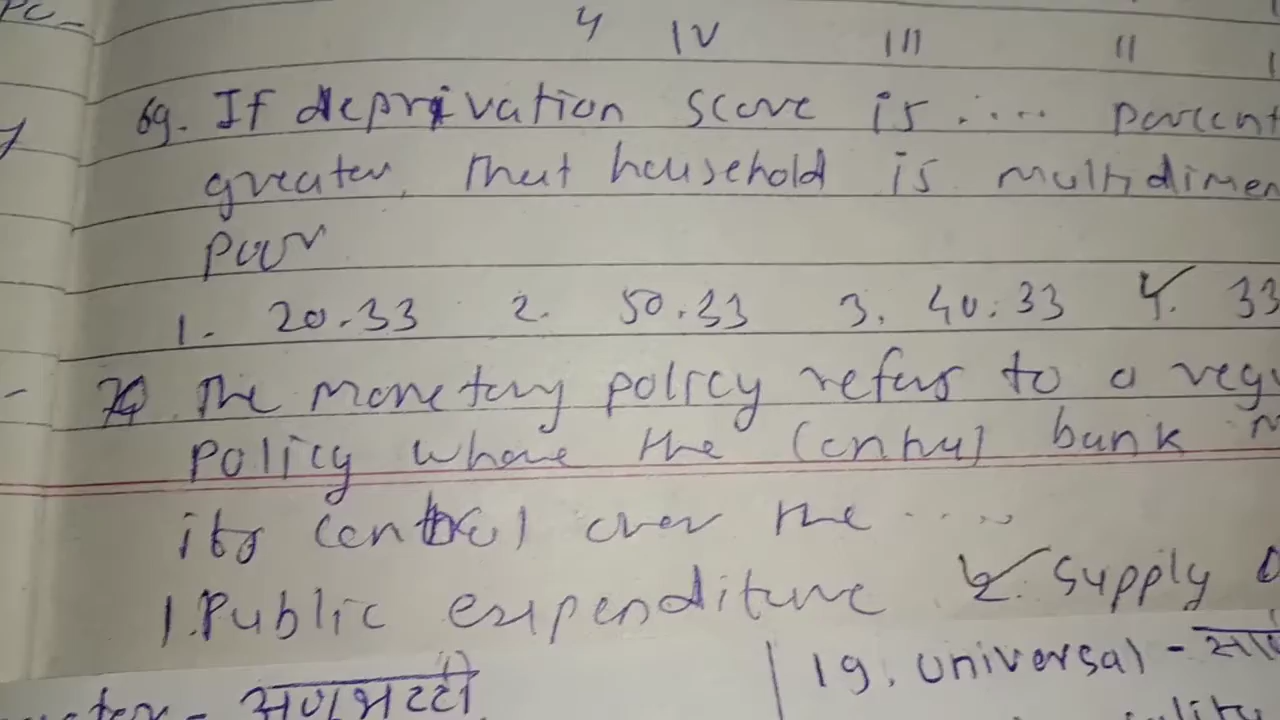 4 IV III II
69. If deprivation score is .... percent
greater, that household is multidimen
poor
1. 20.33 2. 50.33 3. 40.33 4. 33
70. The monetary policy refers to a regu
policy where the central bank
its control over the ....
1. Public expenditure 2. Supply
19. universal -